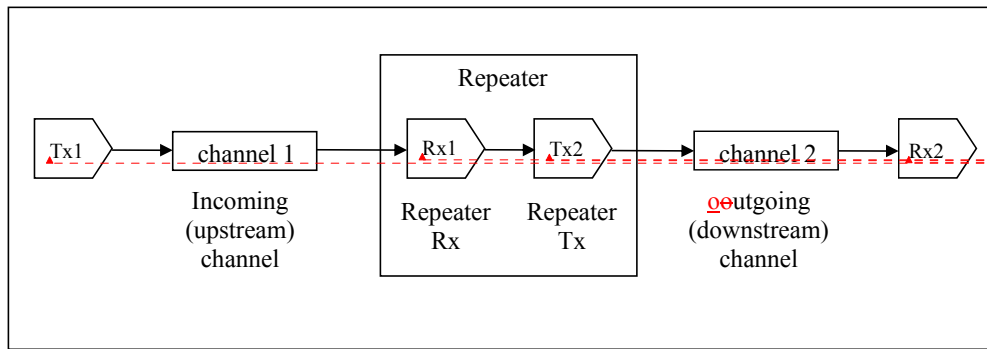 Repeater
Tx1
channel 1
Rx1
Tx2
channel 2
Rx2
Incoming
(upstream)
channel
Repeater
Rx
Repeater
Tx
ooutgoing
(downstream)
channel